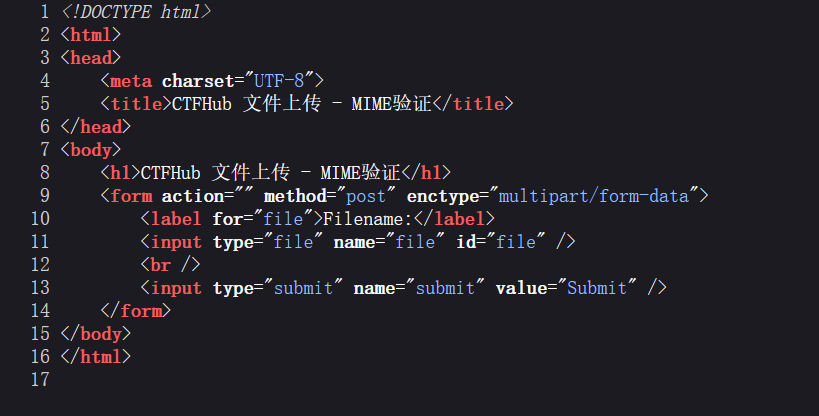 1 <!DOCTYPE html>
2 <html>
3 <head>
4     <meta charset="UTF-8">
5     <title>CTFHub 文件上传 - MIME验证</title>
6 </head>
7 <body>
8     <h1>CTFHub 文件上传 - MIME验证</h1>
9     <form action="" method="post" enctype="multipart/form-data">
10         <label for="file">Filename:</label>
11         <input type="file" name="file" id="file" />
12         <br />
13         <input type="submit" name="submit" value="Submit" />
14     </form>
15 </body>
16 </html>
17